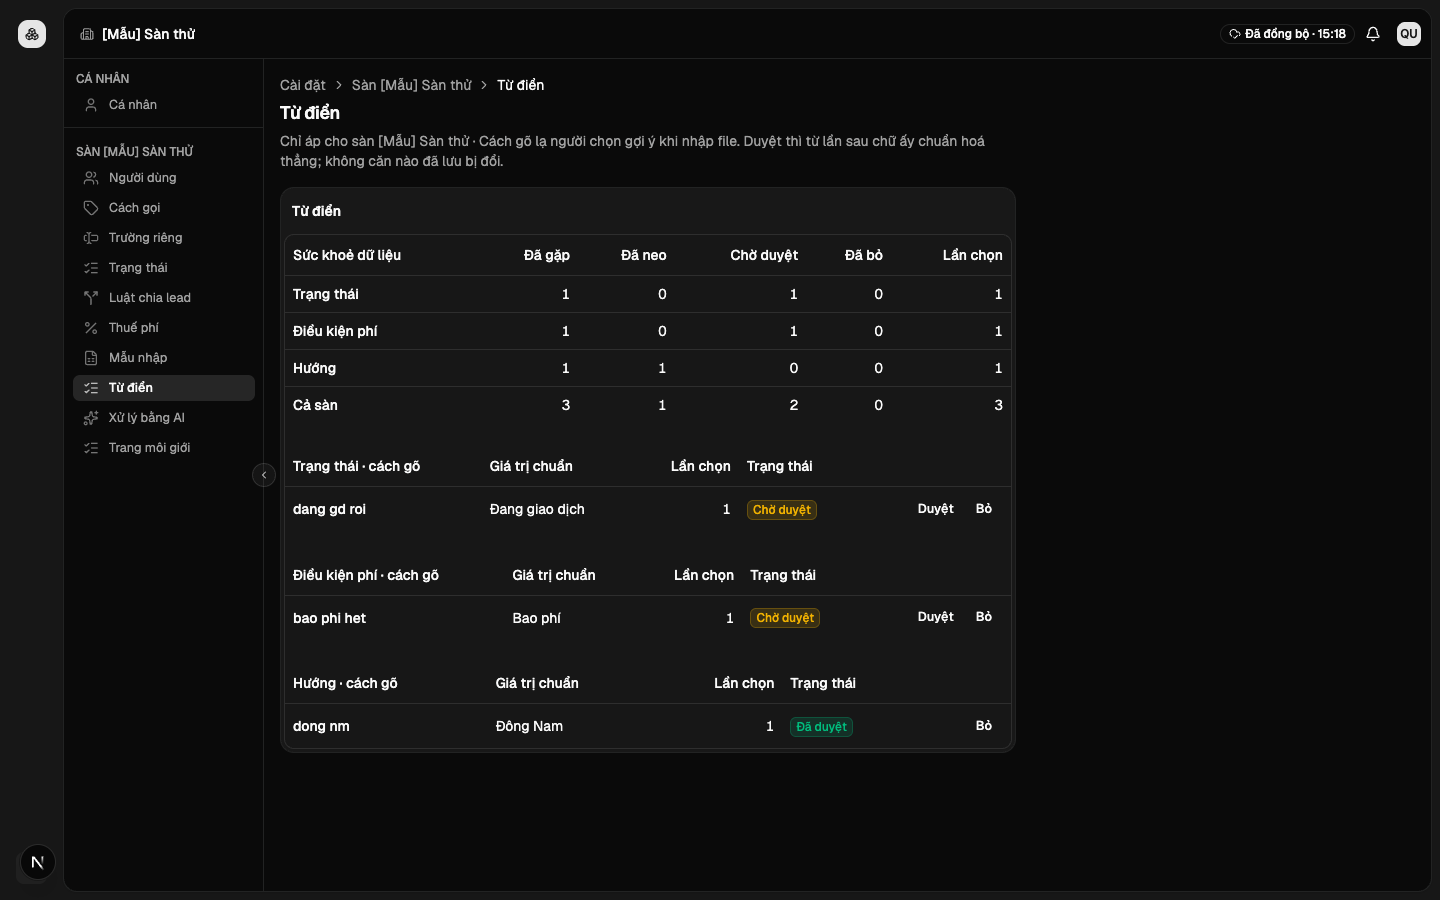 [Mẫu] Sàn thử
Đã đồng bộ · 15:18
QU
CÁ NHÂN
Cá nhân
SÀN [MẪU] SÀN THỬ
Người dùng
Cách gọi
Trường riêng
Trạng thái
Luật chia lead
Thuế phí
Mẫu nhập
Từ điển
Xử lý bằng AI
Trang môi giới
N
Cài đặt > Sàn [Mẫu] Sàn thử > Từ điển
Từ điển
Chỉ áp cho sàn [Mẫu] Sàn thử · Cách gõ lạ người chọn gợi ý khi nhập file. Duyệt thì từ lần sau chữ ấy chuẩn hoá
thẳng; không căn nào đã lưu bị đổi.
Từ điển
Sức khoẻ dữ liệu Đã gặp Đã neo Chờ duyệt Đã bỏ Lần chọn
Trạng thái 1 0 1 0 1
Điều kiện phí 1 0 1 0 1
Hướng 1 1 0 0 1
Cả sàn 3 1 2 0 3
Trạng thái · cách gõ Giá trị chuẩn Lần chọn Trạng thái
dang gd roi Đang giao dịch 1 Chờ duyệt Duyệt Bỏ
Điều kiện phí · cách gõ Giá trị chuẩn Lần chọn Trạng thái
bao phi het Bao phí 1 Chờ duyệt Duyệt Bỏ
Hướng · cách gõ Giá trị chuẩn Lần chọn Trạng thái
dong nm Đông Nam 1 Đã duyệt Bỏ